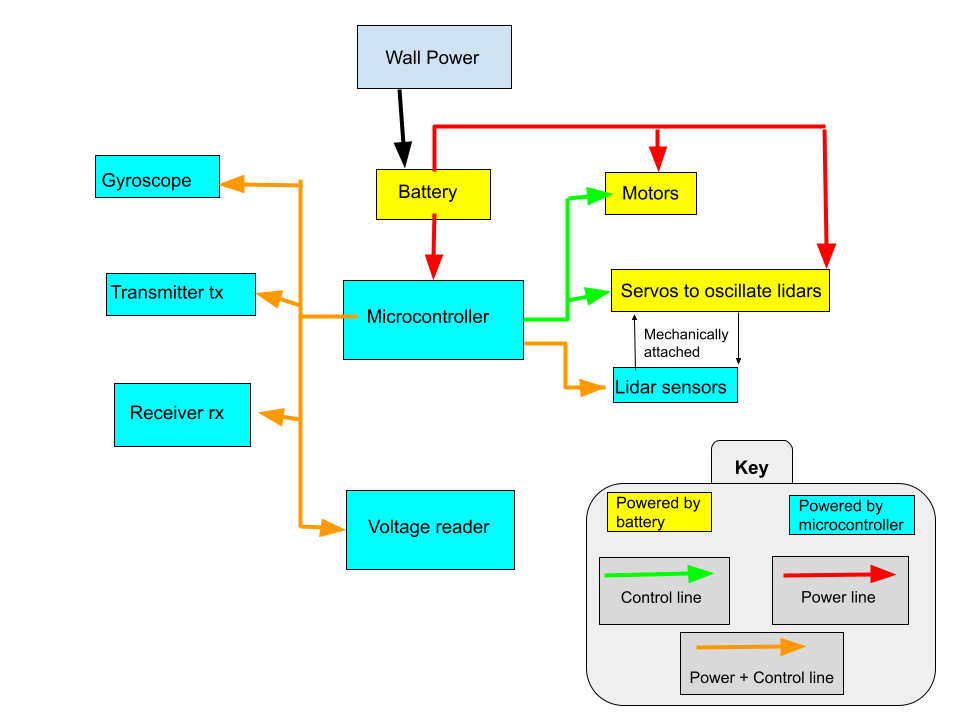 Wall Power
Gyroscope
Battery
Motors
Transmitter tx
Microcontroller
Servos to oscillate lidars
Mechanically
attached
Receiver rx
Lidar sensors
Voltage reader
Key
Powered by
battery
Powered by
microcontroller
Control line
Power line
Power + Control line